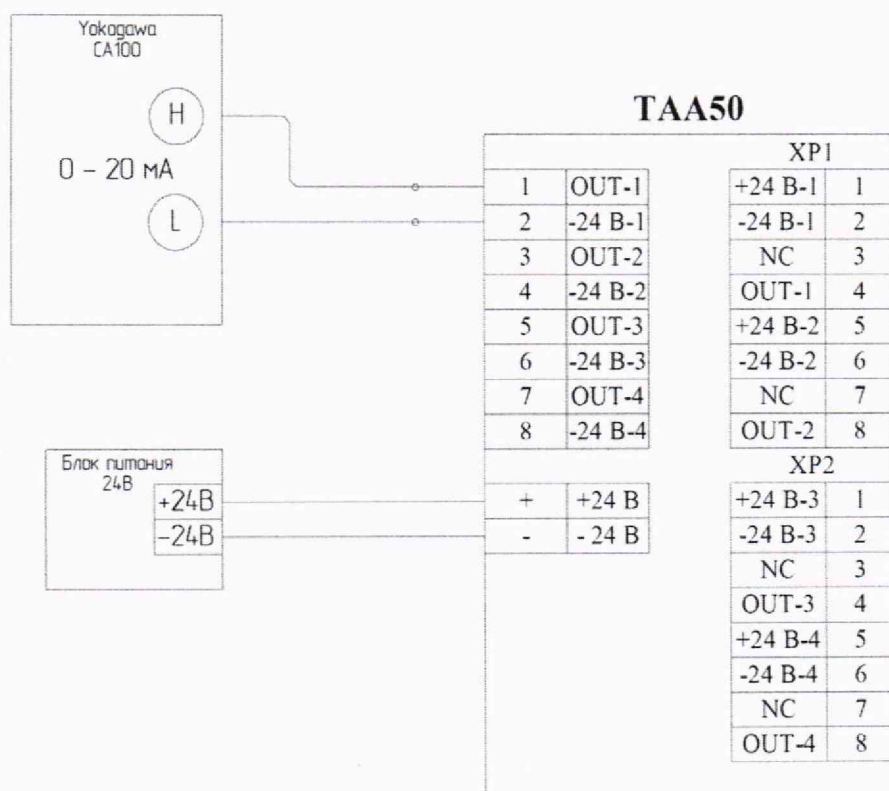 Yokogawa
CA100
H
0 – 20 мА
L
TAA50
XP1
1 OUT-1 +24 В-1 1
2 -24 В-1 -24 В-1 2
3 OUT-2 NC 3
4 -24 В-2 OUT-1 4
5 OUT-3 +24 В-2 5
6 -24 В-3 -24 В-2 6
7 OUT-4 NC 7
8 -24 В-4 OUT-2 8
Блок питания
24В
XP2
+24В + +24 В +24 В-3 1
-24В - - 24 В -24 В-3 2
NC 3
OUT-3 4
+24 В-4 5
-24 В-4 6
NC 7
OUT-4 8